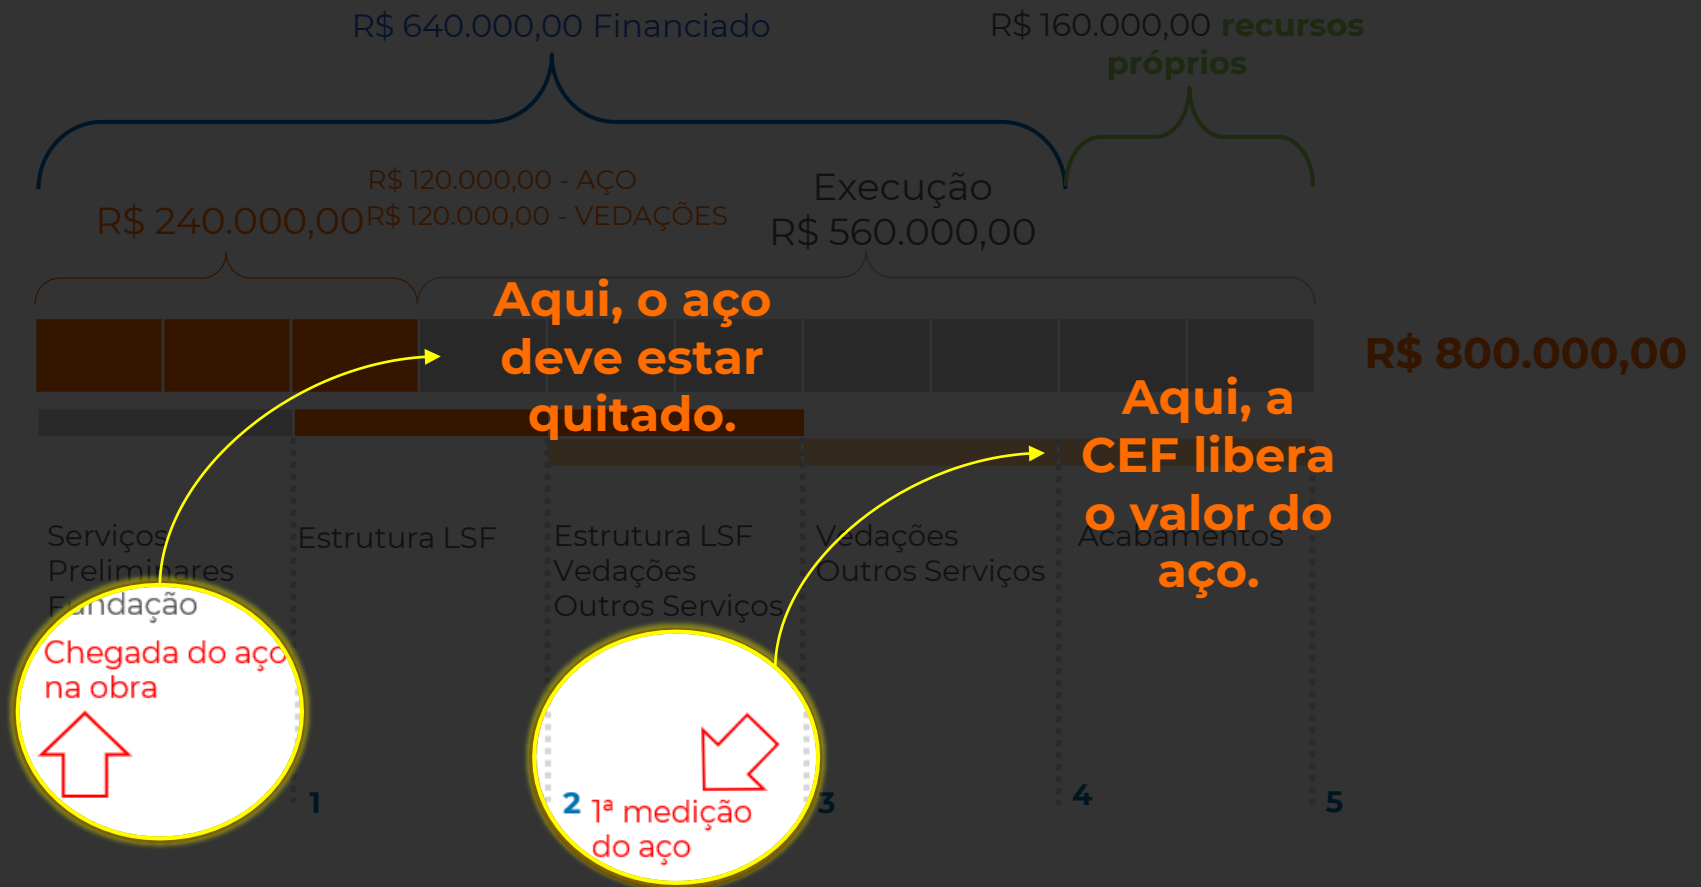 R$ 640.000,00 Financiado
R$ 160.000,00 recursos
próprios
R$ 120.000,00 - AÇO
R$ 240.000,00
R$ 120.000,00 - VEDAÇÕES
Execução
R$ 560.000,00
Aqui, o aço
deve estar
quitado.
R$ 800.000,00
Aqui, a
CEF libera
o valor do
aço.
Serviços
Preliminares
Fundação
Chegada do aço
na obra
Estrutura LSF
Estrutura LSF
Vedações
Outros Serviços
Vedações
Outros Serviços
Acabamentos
1
2
1ª medição
do aço
3
4
5